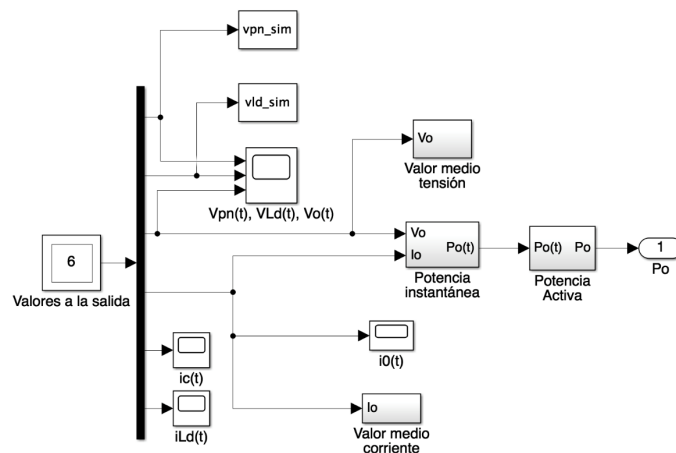 vpn_sim
vld_sim
Vpn(t), VLd(t), Vo(t)
Vo
Valor medio
tensión
6
Valores a la salida
Vo
Io
Po(t)
Potencia
instantánea
Po(t)
Po
Potencia
Activa
1
Po
ic(t)
i0(t)
iLd(t)
Io
Valor medio
corriente